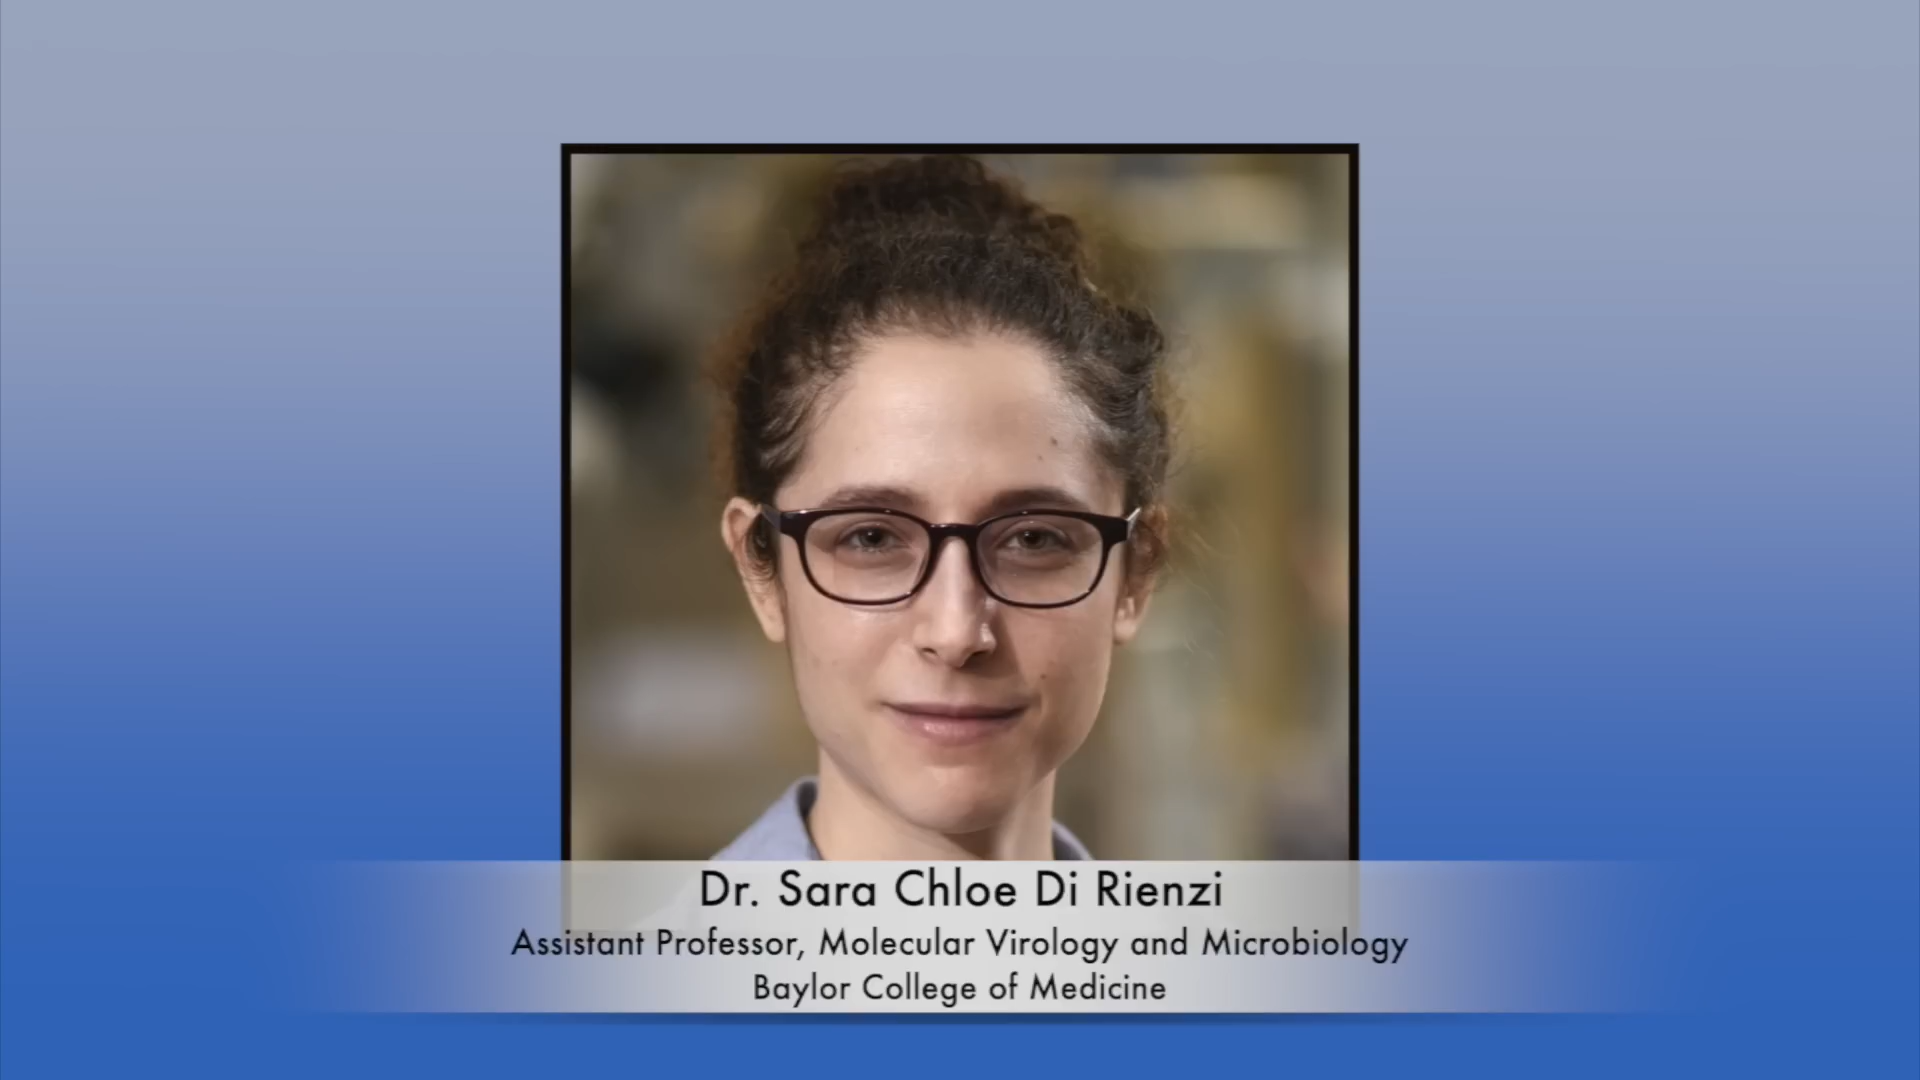 Dr. Sara Chloe Di Rienzi
Assistant Professor, Molecular Virology and Microbiology
Baylor College of Medicine